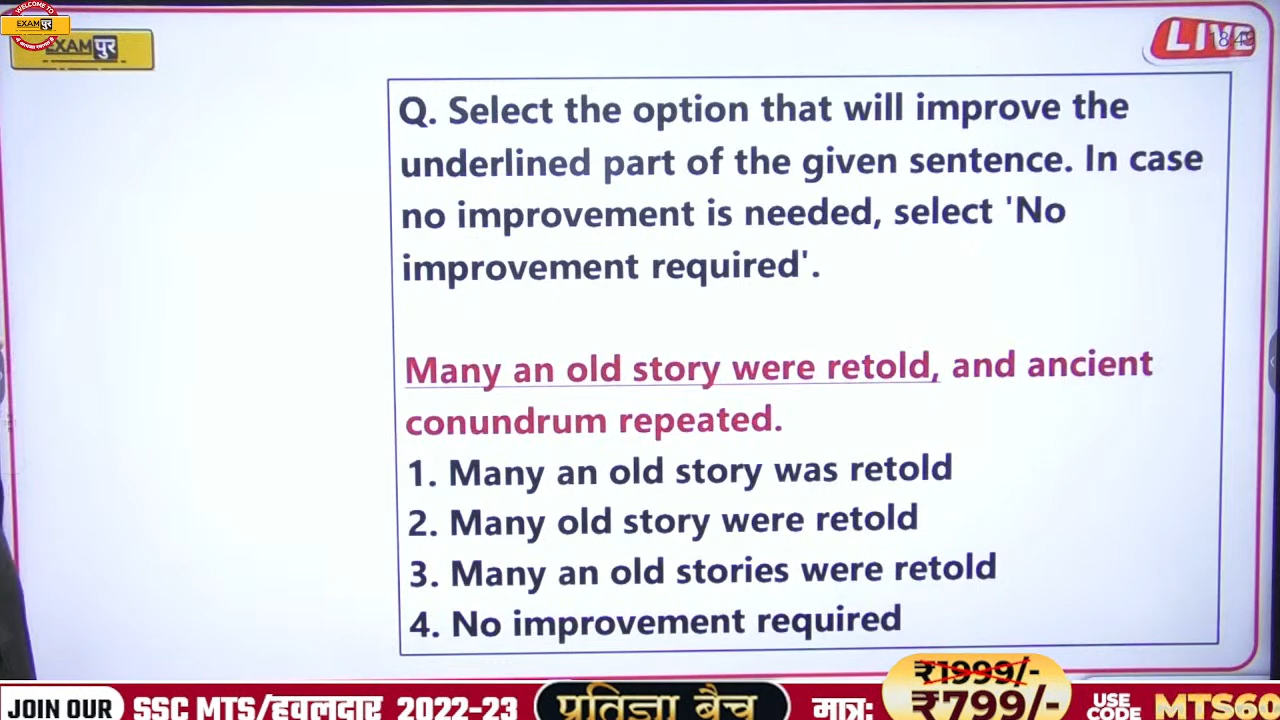 WELCOME TO
EXAMपुर
EXAMपुर
LIVE
Q. Select the option that will improve the
underlined part of the given sentence. In case
no improvement is needed, select 'No
improvement required'.
Many an old story were retold, and ancient
conundrum repeated.
1. Many an old story was retold
2. Many old story were retold
3. Many an old stories were retold
4. No improvement required
JOIN OUR SSC MTS/हवलदार 2022-23 प्रतिज्ञा बैच मात्र: ₹1999/- ₹799/- USE CODE MTS60